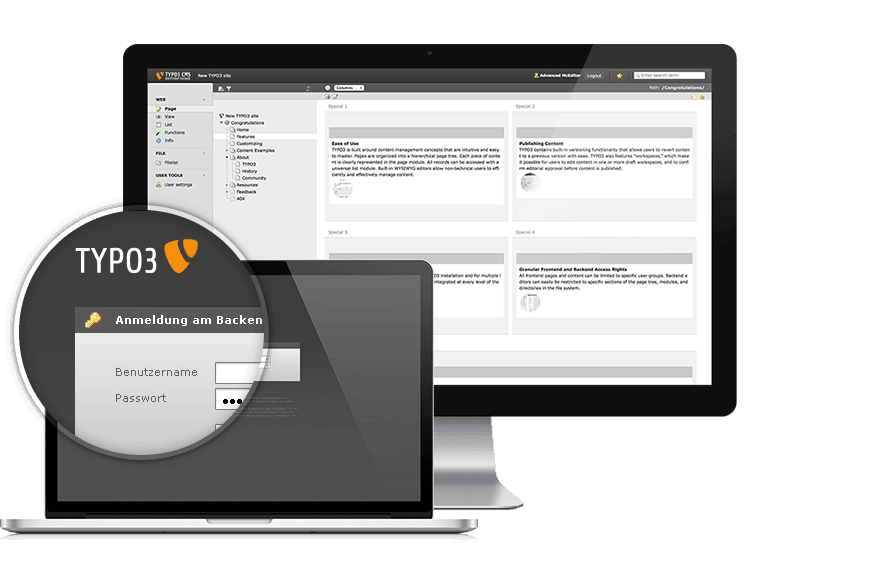 TYPO3 CMS
New TYPO3 site
Advanced McEditor
Logout
Enter search term
Columns
Path: /Congratulations/
WEB
Page
View
List
Functions
Info
FILE
Filelist
USER TOOLS
User settings
New TYPO3 site
Congratulations
Home
Features
Customizing
Content Examples
About
TYPO3
History
Community
Resources
Feedback
404
Special 1
Ease of Use
TYPO3 is built around content management concepts that are intuitive and easy
to master. Pages are organized into a hierarchical page tree. Each piece of conte
nt is clearly represented in the page module. All records can be accessed with a
universal list module. Built-in WYSIWYG editors allow non-technical users to effi
ciently and effectively manage content.
Special 2
Publishing Content
TYPO3 contains built-in versioning functionality that allows users to revert conten
t to a previous version with ease. TYPO3 also features "workspaces," which make
it possible for users to edit content in one or more draft workspaces, and to confi
rm editorial approval before content is published.
Special 3
O3 installation and for multiple l
integrated at every level of the
Special 4
Granular Frontend and Backend Access Rights
All frontend pages and content can be limited to specific user groups. Backend e
ditors can easily be restricted to specific sections of the page tree, modules, and
directories in the file system.
TYPO3
Anmeldung am Backen
Benutzername
Passwort